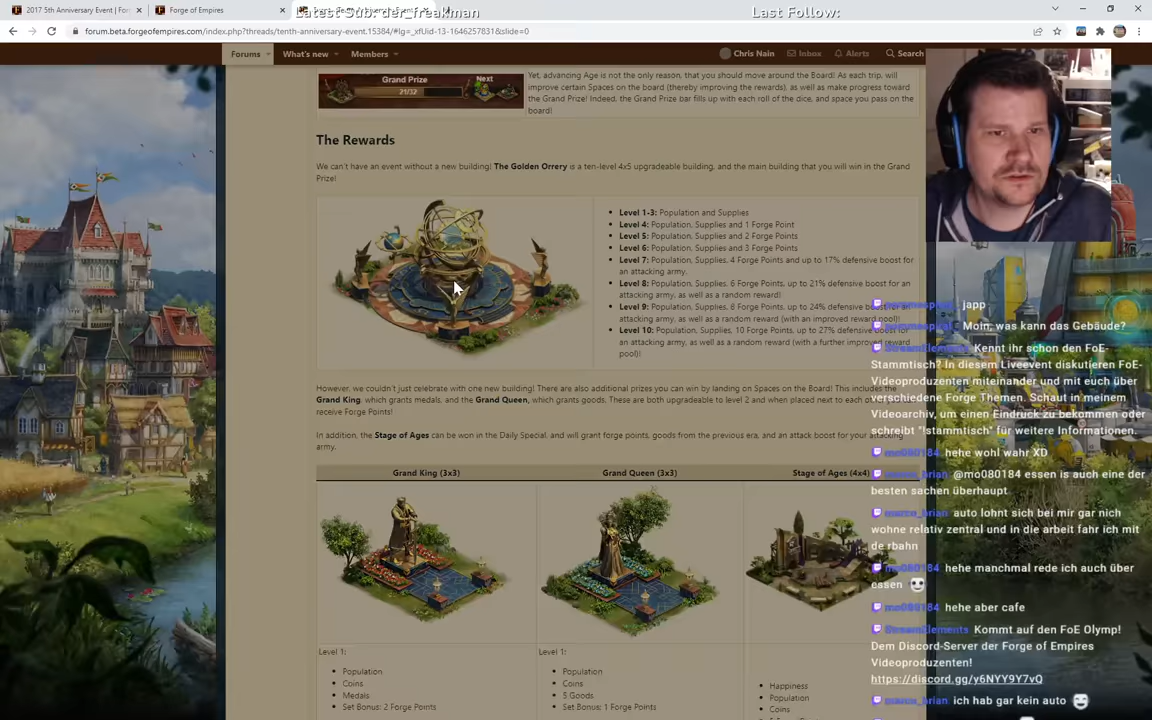 2017 5th Anniversary Event | For
Forge of Empires
Latest Sub: der_freakman
Last Follow:
forum.beta.forgeofempires.com/index.php?threads/tenth-anniversary-event.15384/#lg=_xfUid-13-1646257831&slide=0
Forums
What's new
Members
Chris Nain
Inbox
Alerts
Search
Grand Prize
Next
21/32
Yet, advancing Age is not the only reason, that you should move around the Board! As each trip, will
improve certain Spaces on the board (thereby improving the rewards), as well as make progress toward
the Grand Prize! Indeed, the Grand Prize bar fills up with each roll of the dice, and space you pass on the
board!
The Rewards
We can't have an event without a new building! The Golden Orrery is a ten-level 4x5 upgradeable building, and the main building that you will win in the Grand
Prize!
Level 1-3: Population and Supplies
Level 4: Population, Supplies and 1 Forge Point
Level 5: Population, Supplies and 2 Forge Points
Level 6: Population, Supplies and 3 Forge Points
Level 7: Population, Supplies, 4 Forge Points and up to 17% defensive boost for
an attacking army.
Level 8: Population, Supplies, 6 Forge Points, up to 21% defensive boost for an
attacking army, as well as a random reward!
Level 9: Population, Supplies, 8 Forge Points, up to 24% defensive boost for an
attacking army, as well as a random reward (with an improved reward pool)!
Level 10: Population, Supplies, 10 Forge Points, up to 27% defensive boost for
an attacking army, as well as a random reward (with a further improved reward
pool)!
However, we couldn't just celebrate with one new building! There are also additional prizes you can win by landing on Spaces on the Board! This includes the
Grand King, which grants medals, and the Grand Queen, which grants goods. These are both upgradeable to level 2 and when placed next to each
receive Forge Points!
In addition, the Stage of Ages can be won in the Daily Special, and will grant forge points, goods from the previous era, and an attack boost for your attacking
army.
Grand King (3x3)
Grand Queen (3x3)
Stage of Ages (4x4)
Level 1:
Population
Coins
Medals
Set Bonus: 2 Forge Points
Level 1:
Population
Coins
5 Goods
Set Bonus: 1 Forge Points
Happiness
Population
Coins
japp
Moin, was kann das Gebäude?
StreamElements Kennt ihr schon den FoE-
Stammtisch? In diesem Liveevent diskutieren FoE-
Videoproduzenten miteinander und mit euch über
verschiedene Forge Themen. Schaut in meinem
Videoarchiv, um einen Eindruck zu bekommen oder
schreibt "!stammtisch" für weitere Informationen.
mo080184 hehe wohl wahr XD
marco_brian @mo080184 essen is auch eine der
besten sachen überhaupt
marco_brian auto lohnt sich bei mir gar nich
wohne relativ zentral und in die arbeit fahr ich mit
de rbahn
mo080184 hehe manchmal rede ich auch über
essen
mo080184 hehe aber cafe
StreamElements Kommt auf den FoE Olymp!
Dem Discord-Server der Forge of Empires
Videoproduzenten!
https://discord.gg/y6NYY9Y7vQ
marco_brian ich hab gar kein auto